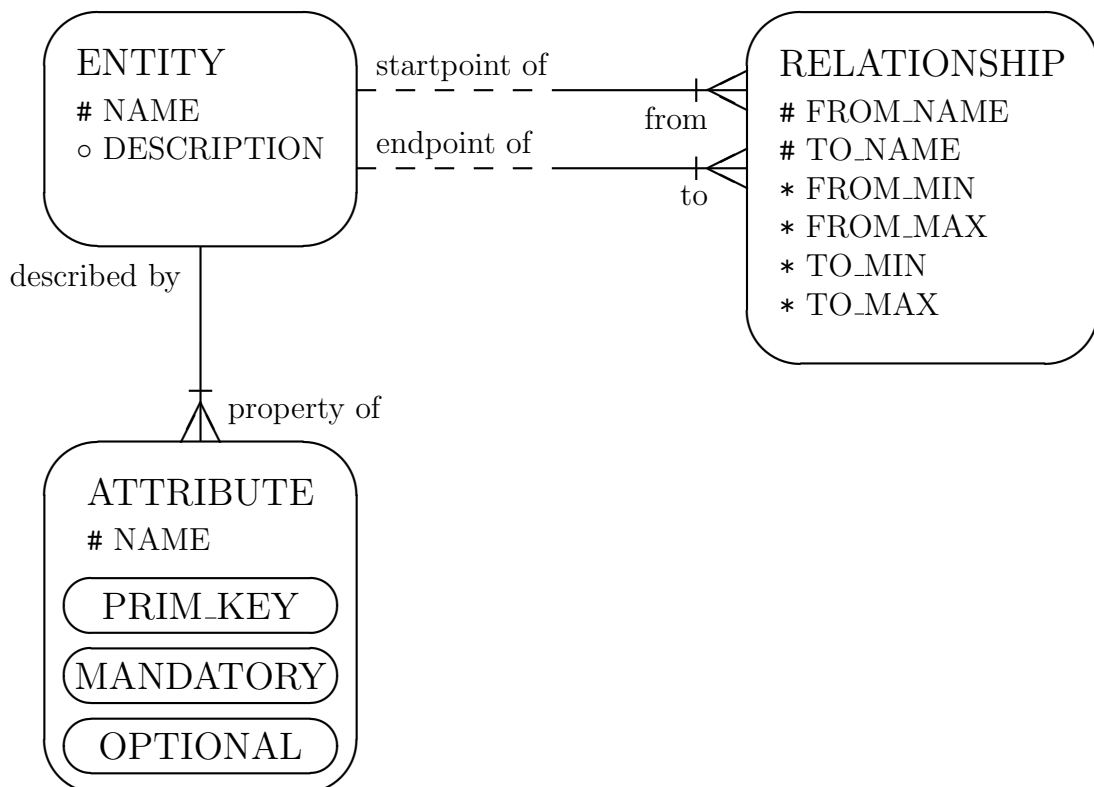 ENTITY
# NAME
○ DESCRIPTION
startpoint of
from
endpoint of
to
RELATIONSHIP
# FROM_NAME
# TO_NAME
* FROM_MIN
* FROM_MAX
* TO_MIN
* TO_MAX
described by
property of
ATTRIBUTE
# NAME
PRIM_KEY
MANDATORY
OPTIONAL